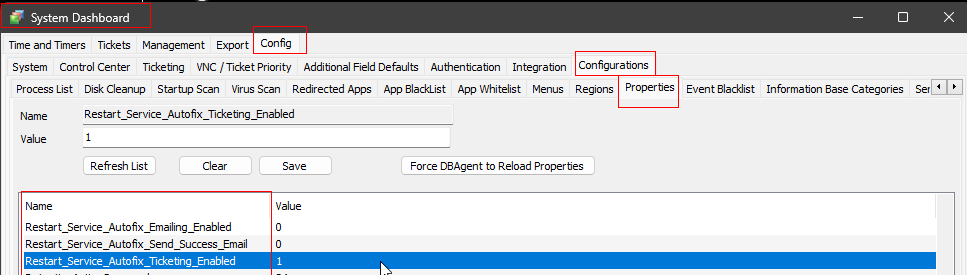 System Dashboard
Time and Timers Tickets Management Export Config
System Control Center Ticketing VNC / Ticket Priority Additional Field Defaults Authentication Integration Configurations
Process List Disk Cleanup Startup Scan Virus Scan Redirected Apps App BlackList App Whitelist Menus Regions Properties Event Blacklist Information Base Categories Ser
Name Restart_Service_Autofix_Ticketing_Enabled
Value 1
Refresh List Clear Save Force DBAgent to Reload Properties
Name Value
Restart_Service_Autofix_Emailing_Enabled 0
Restart_Service_Autofix_Send_Success_Email 0
Restart_Service_Autofix_Ticketing_Enabled 1